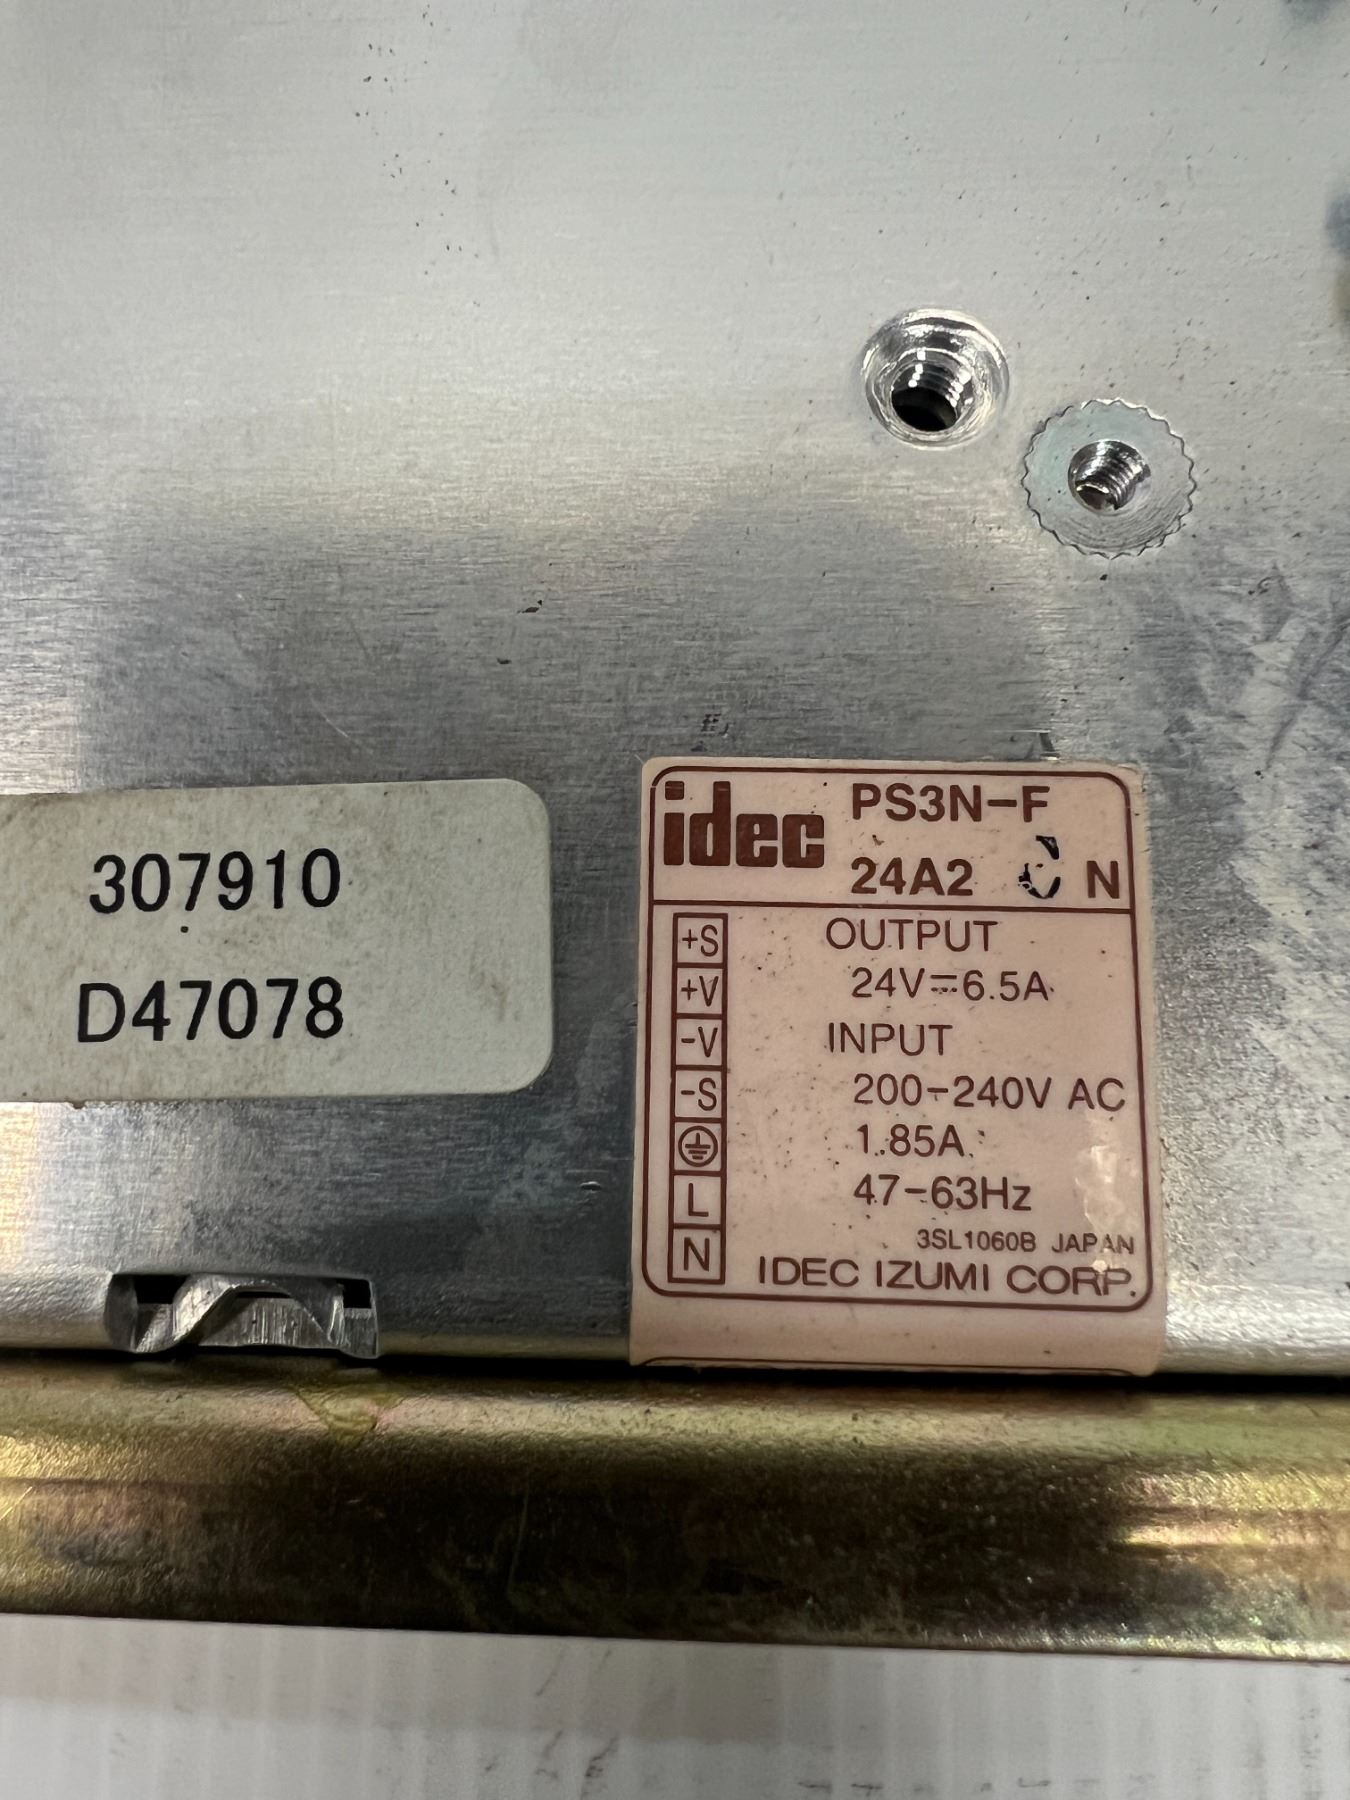 307910
D47078
idec PS3N-F
24A2 C N
+S OUTPUT
+V 24V⎓6.5A
-V INPUT
-S 200-240V AC
⏚ 1.85A
L 47-63Hz
3SL1060B JAPAN
N IDEC IZUMI CORP.